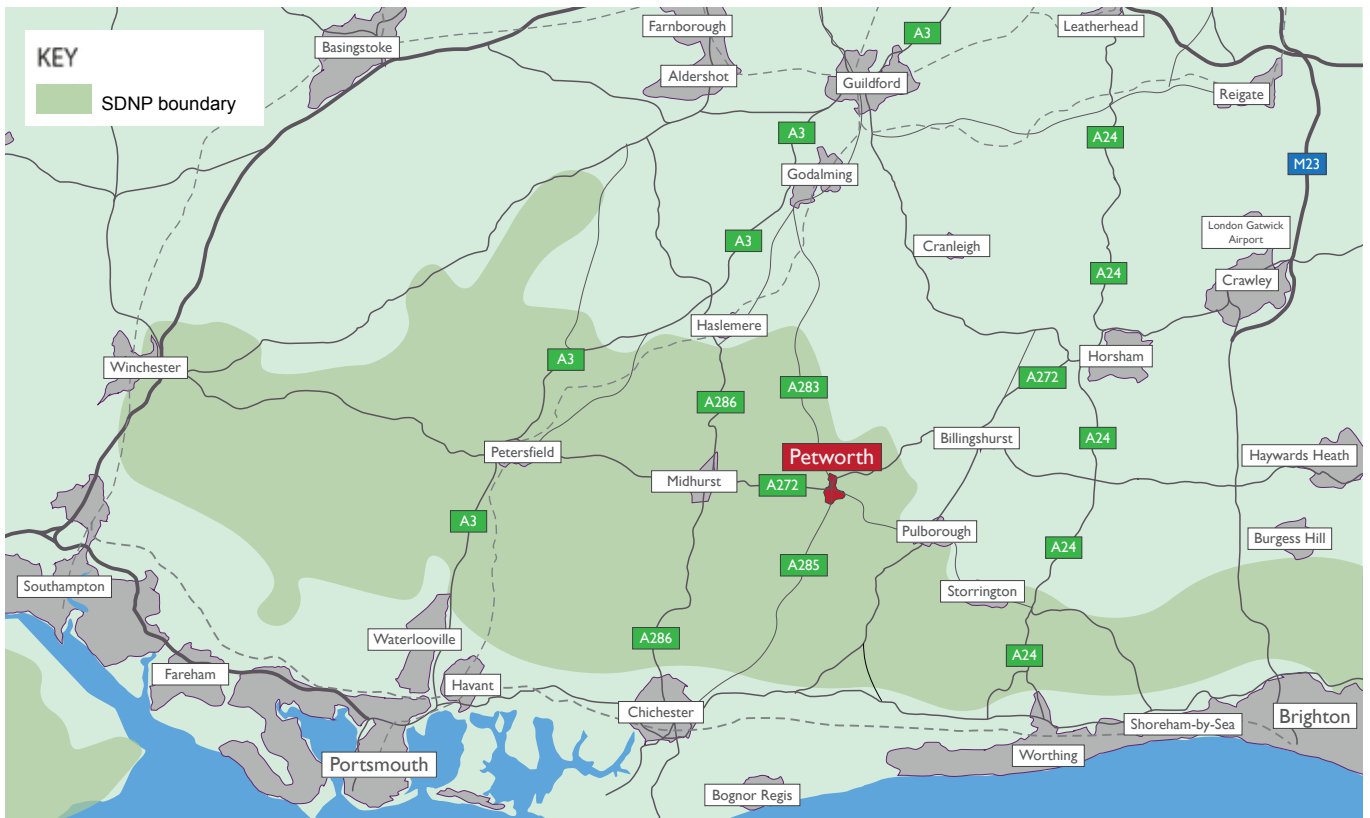 KEY
SDNP boundary
Basingstoke
Farnborough
Aldershot
A3
Guildford
Leatherhead
Reigate
A3
A24
M23
Godalming
A3
Cranleigh
London Gatwick
Airport
A24
Crawley
Haslemere
Winchester
A3
A283
A286
A272
Horsham
Petersfield
Petworth
Billingshurst
A24
Haywards Heath
Midhurst
A272
A3
Pulborough
Burgess Hill
A24
Southampton
A285
Storrington
Waterlooville
A286
A24
Fareham
Havant
Chichester
Shoreham-by-Sea
Brighton
Portsmouth
Worthing
Bognor Regis